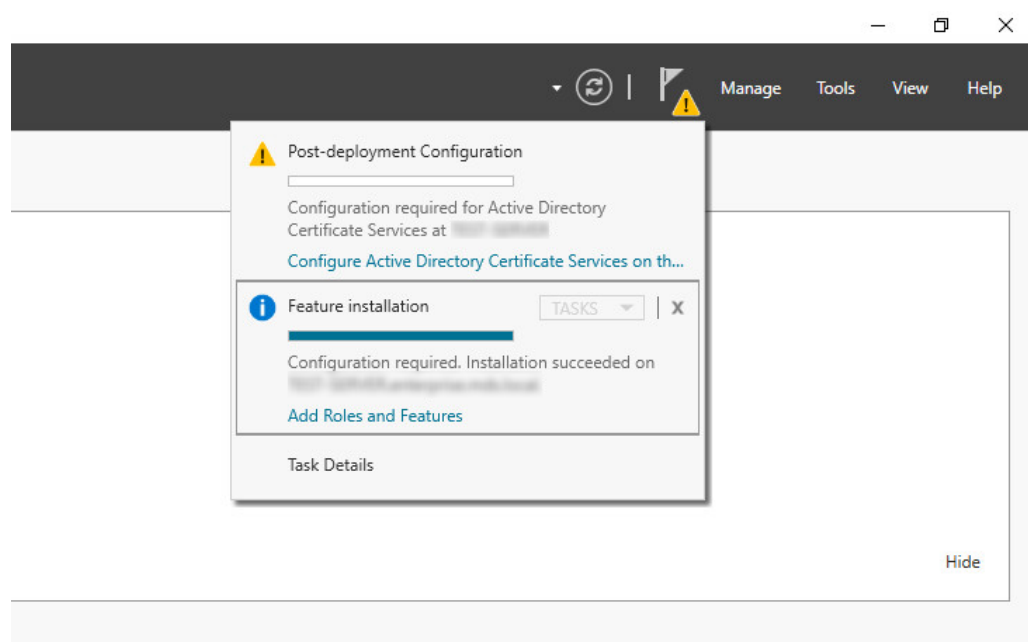 Manage Tools View Help
Post-deployment Configuration
Configuration required for Active Directory
Certificate Services at
Configure Active Directory Certificate Services on th...
Feature installation TASKS X
Configuration required. Installation succeeded on
Add Roles and Features
Task Details
Hide